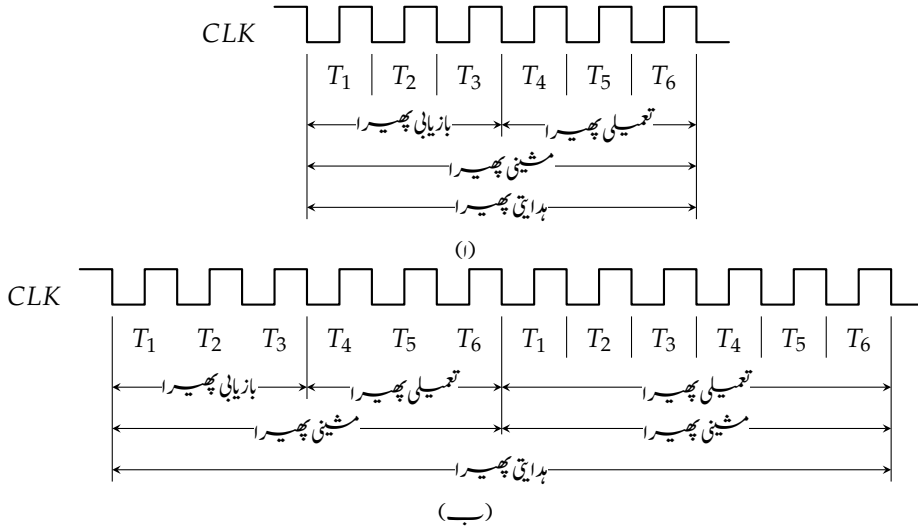 CLK
T1 T2 T3 T4 T5 T6
بازیابی پھیرا تعمیلی پھیرا
مشینی پھیرا
ہدایتی پھیرا
(ا)
CLK
T1 T2 T3 T4 T5 T6 T1 T2 T3 T4 T5 T6
بازیابی پھیرا تعمیلی پھیرا تعمیلی پھیرا
مشینی پھیرا مشینی پھیرا
ہدایتی پھیرا
(ب)